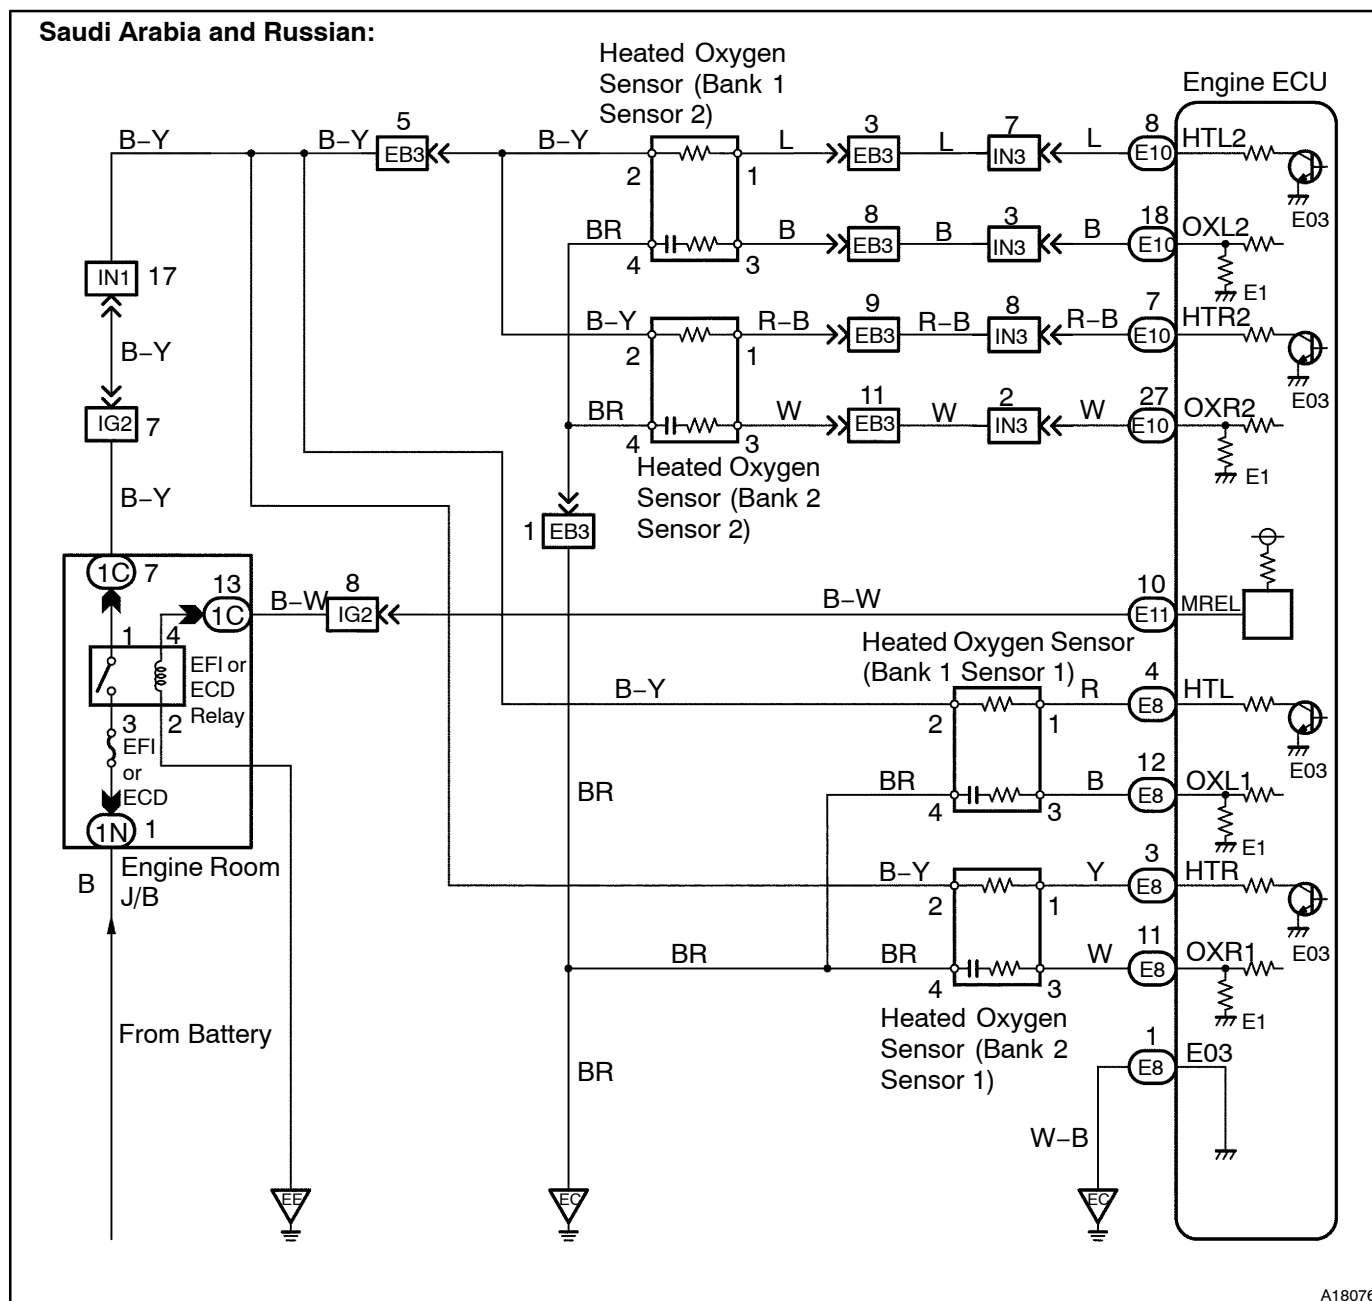 Saudi Arabia and Russian:
Heated Oxygen
Sensor (Bank 1
Sensor 2)
Engine ECU
B–Y
B–Y
5
EB3
B–Y
2
1
L
3
EB3
L
7
IN3
L
8
E10
HTL2
E03
BR
4
3
B
8
EB3
B
3
IN3
B
18
E10
OXL2
E1
IN1
17
B–Y
IG2
7
B–Y
B–Y
2
1
R–B
9
EB3
R–B
8
IN3
R–B
7
E10
HTR2
E03
BR
4
3
W
11
EB3
W
2
IN3
W
27
E10
OXR2
E1
Heated Oxygen
Sensor (Bank 2
Sensor 2)
1
EB3
1C
7
13
1C
B–W
8
IG2
B–W
10
E11
MREL
1
4
EFI or
ECD
Relay
3
2
EFI
or
ECD
1N
1
Engine Room
J/B
B
From Battery
Heated Oxygen Sensor
(Bank 1 Sensor 1)
B–Y
2
1
R
4
E8
HTL
E03
BR
BR
4
3
B
12
E8
OXL1
E1
B–Y
2
1
Y
3
E8
HTR
E03
BR
BR
4
3
W
11
E8
OXR1
E1
Heated Oxygen
Sensor (Bank 2
Sensor 1)
BR
1
E8
E03
W–B
EE
EC
EC
A18076